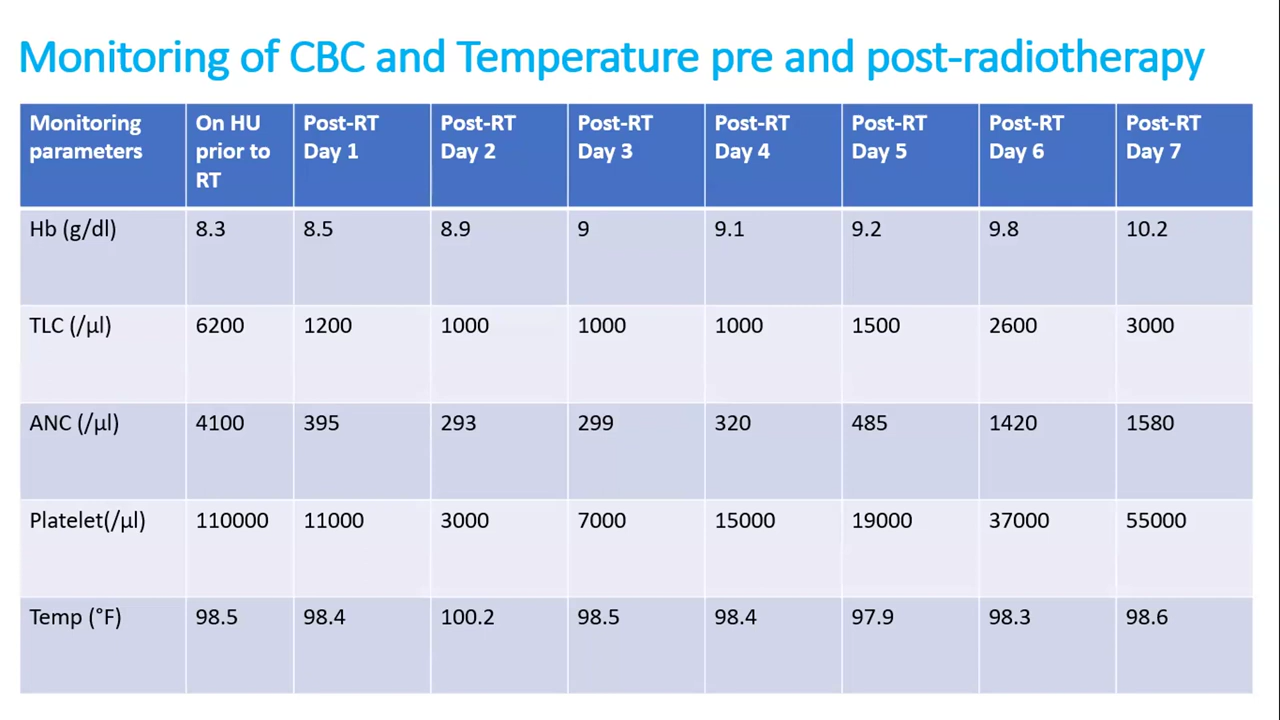 Monitoring of CBC and Temperature pre and post-radiotherapy
Monitoring parameters | On HU prior to RT | Post-RT Day 1 | Post-RT Day 2 | Post-RT Day 3 | Post-RT Day 4 | Post-RT Day 5 | Post-RT Day 6 | Post-RT Day 7
Hb (g/dl) | 8.3 | 8.5 | 8.9 | 9 | 9.1 | 9.2 | 9.8 | 10.2
TLC (/µl) | 6200 | 1200 | 1000 | 1000 | 1000 | 1500 | 2600 | 3000
ANC (/µl) | 4100 | 395 | 293 | 299 | 320 | 485 | 1420 | 1580
Platelet(/µl) | 110000 | 11000 | 3000 | 7000 | 15000 | 19000 | 37000 | 55000
Temp (°F) | 98.5 | 98.4 | 100.2 | 98.5 | 98.4 | 97.9 | 98.3 | 98.6